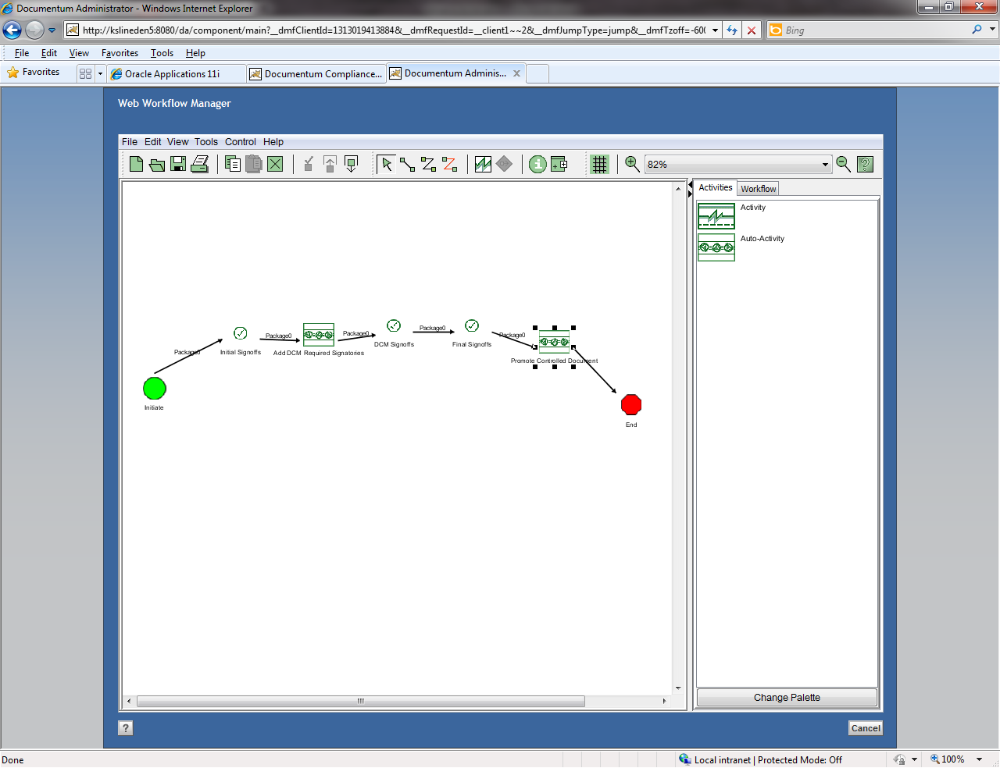 Documentum Administrator - Windows Internet Explorer
http://kslineden5:8080/da/component/main?__dmfClientId=1313019413884&__dmfRequestId=__client1~~2&__dmfJumpType=jump&__dmfTzoff=-600
Bing
File Edit View Favorites Tools Help
Favorites
Oracle Applications 11i
Documentum Compliance...
Documentum Adminis...
Web Workflow Manager
File Edit View Tools Control Help
82%
Activities
Workflow
Activity
Auto-Activity
Package0
Package0
Package0
Package0
Package0
Initial Signoffs
Add DCM Required Signatories
DCM Signoffs
Final Signoffs
Promote Controlled Document
Initiate
End
Change Palette
?
Cancel
Done
Local intranet | Protected Mode: Off
100%